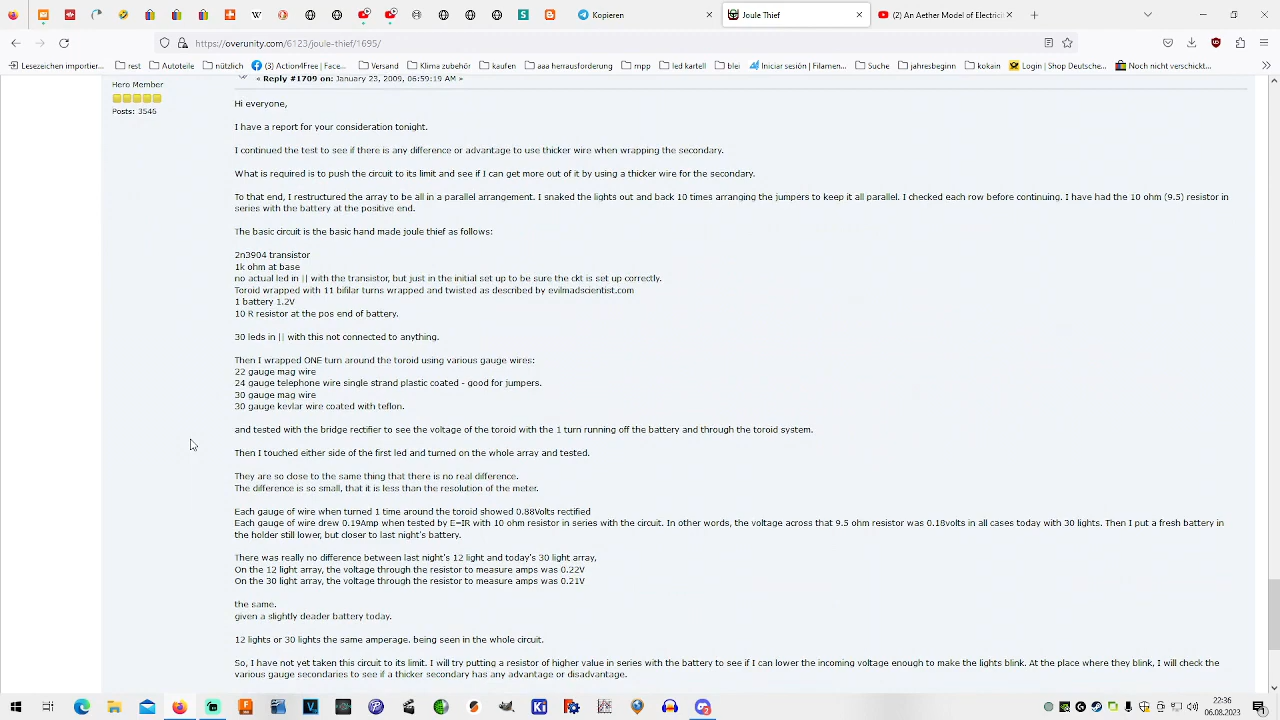 Kopieren
Joule Thief
(2) An Aether Model of Electrici
https://overunity.com/6123/joule-thief/1695/
Lesezeichen importier...
rest
Autoteile
nützlich
(3) Action4Free | Face...
Versand
Klima zubehör
kaufen
aaa herrausforderung
mpp
led kartell
blei
Iniciar sesión | Filamen...
Suche
jahresbeginn
kokain
Login | Shop Deutsche...
Noch nicht verschickt...
Hero Member
Posts: 3546
« Reply #1709 on: January 23, 2009, 08:59:19 AM »
Hi everyone,
I have a report for your consideration tonight.
I continued the test to see if there is any difference or advantage to use thicker wire when wrapping the secondary.
What is required is to push the circuit to its limit and see if I can get more out of it by using a thicker wire for the secondary.
To that end, I restructured the array to be all in a parallel arrangement. I snaked the lights out and back 10 times arranging the jumpers to keep it all parallel. I checked each row before continuing. I have had the 10 ohm (9.5) resistor in
series with the battery at the positive end.
The basic circuit is the basic hand made joule thief as follows:
2n3904 transistor
1k ohm at base
no actual led in || with the transistor, but just in the initial set up to be sure the ckt is set up correctly.
Toroid wrapped with 11 bifilar turns wrapped and twisted as described by evilmadscientist.com
1 battery 1.2V
10 R resistor at the pos end of battery.
30 leds in || with this not connected to anything.
Then I wrapped ONE turn around the toroid using various gauge wires:
22 gauge mag wire
24 gauge telephone wire single strand plastic coated - good for jumpers.
30 gauge mag wire
30 gauge kevlar wire coated with teflon.
and tested with the bridge rectifier to see the voltage of the toroid with the 1 turn running off the battery and through the toroid system.
Then I touched either side of the first led and turned on the whole array and tested.
They are so close to the same thing that there is no real difference.
The difference is so small, that it is less than the resolution of the meter.
Each gauge of wire when turned 1 time around the toroid showed 0.88Volts rectified
Each gauge of wire drew 0.19Amp when tested by E=IR with 10 ohm resistor in series with the circuit. In other words, the voltage across that 9.5 ohm resistor was 0.18volts in all cases today with 30 lights. Then I put a fresh battery in
the holder still lower, but closer to last night's battery.
There was really no difference between last night's 12 light and today's 30 light array,
On the 12 light array, the voltage through the resistor to measure amps was 0.22V
On the 30 light array, the voltage through the resistor to measure amps was 0.21V
the same.
given a slightly deader battery today.
12 lights or 30 lights the same amperage. being seen in the whole circuit.
So, I have not yet taken this circuit to its limit. I will try putting a resistor of higher value in series with the battery to see if I can lower the incoming voltage enough to make the lights blink. At the place where they blink, I will check the
various gauge secondaries to see if a thicker secondary has any advantage or disadvantage.
22:36
06.08.2023